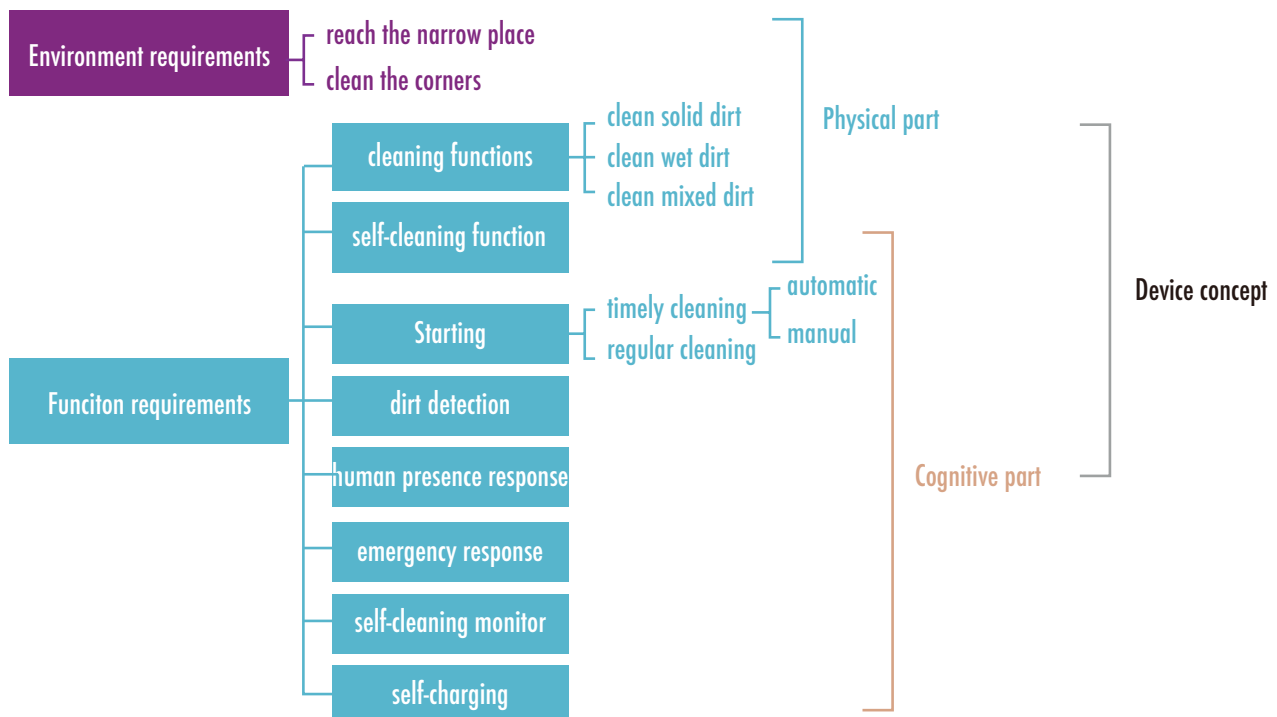 Environment requirements
reach the narrow place
clean the corners
Physical part
cleaning functions
clean solid dirt
clean wet dirt
clean mixed dirt
self-cleaning function
Starting
timely cleaning
automatic
manual
regular cleaning
Device concept
Funciton requirements
dirt detection
human presence response
Cognitive part
emergency response
self-cleaning monitor
self-charging